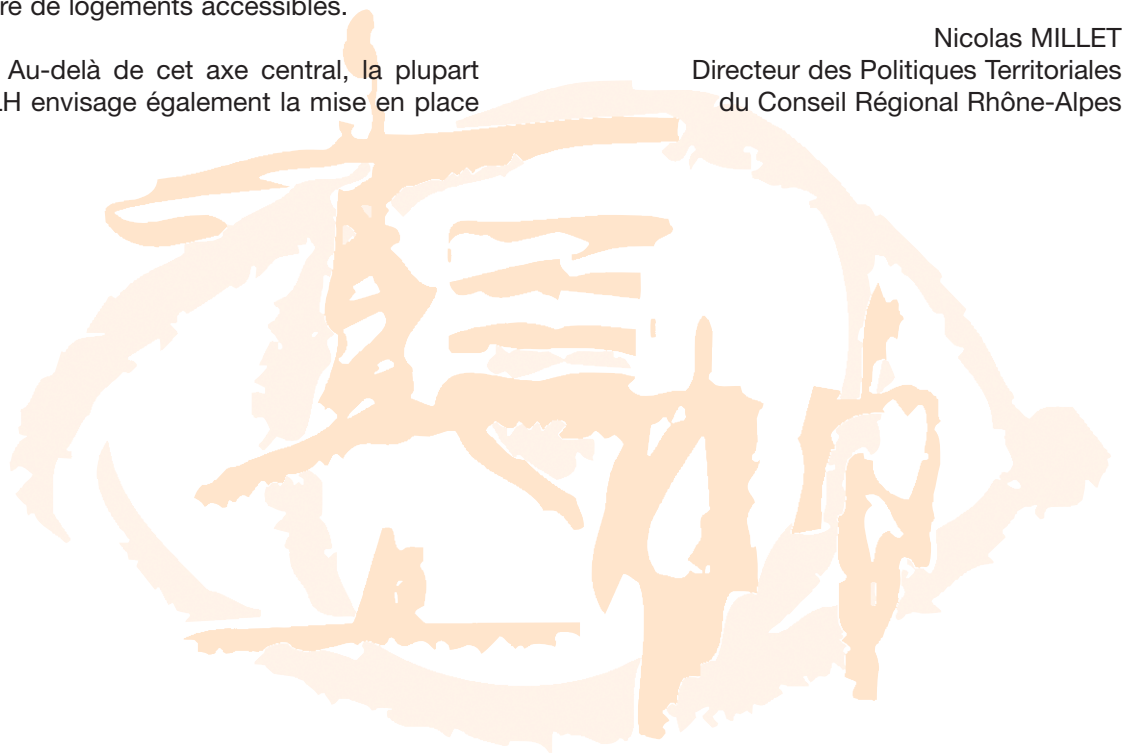 re de logements accessibles.
Au-delà de cet axe central, la plupart
LH envisage également la mise en place
Nicolas MILLET
Directeur des Politiques Territoriales
du Conseil Régional Rhône-Alpes